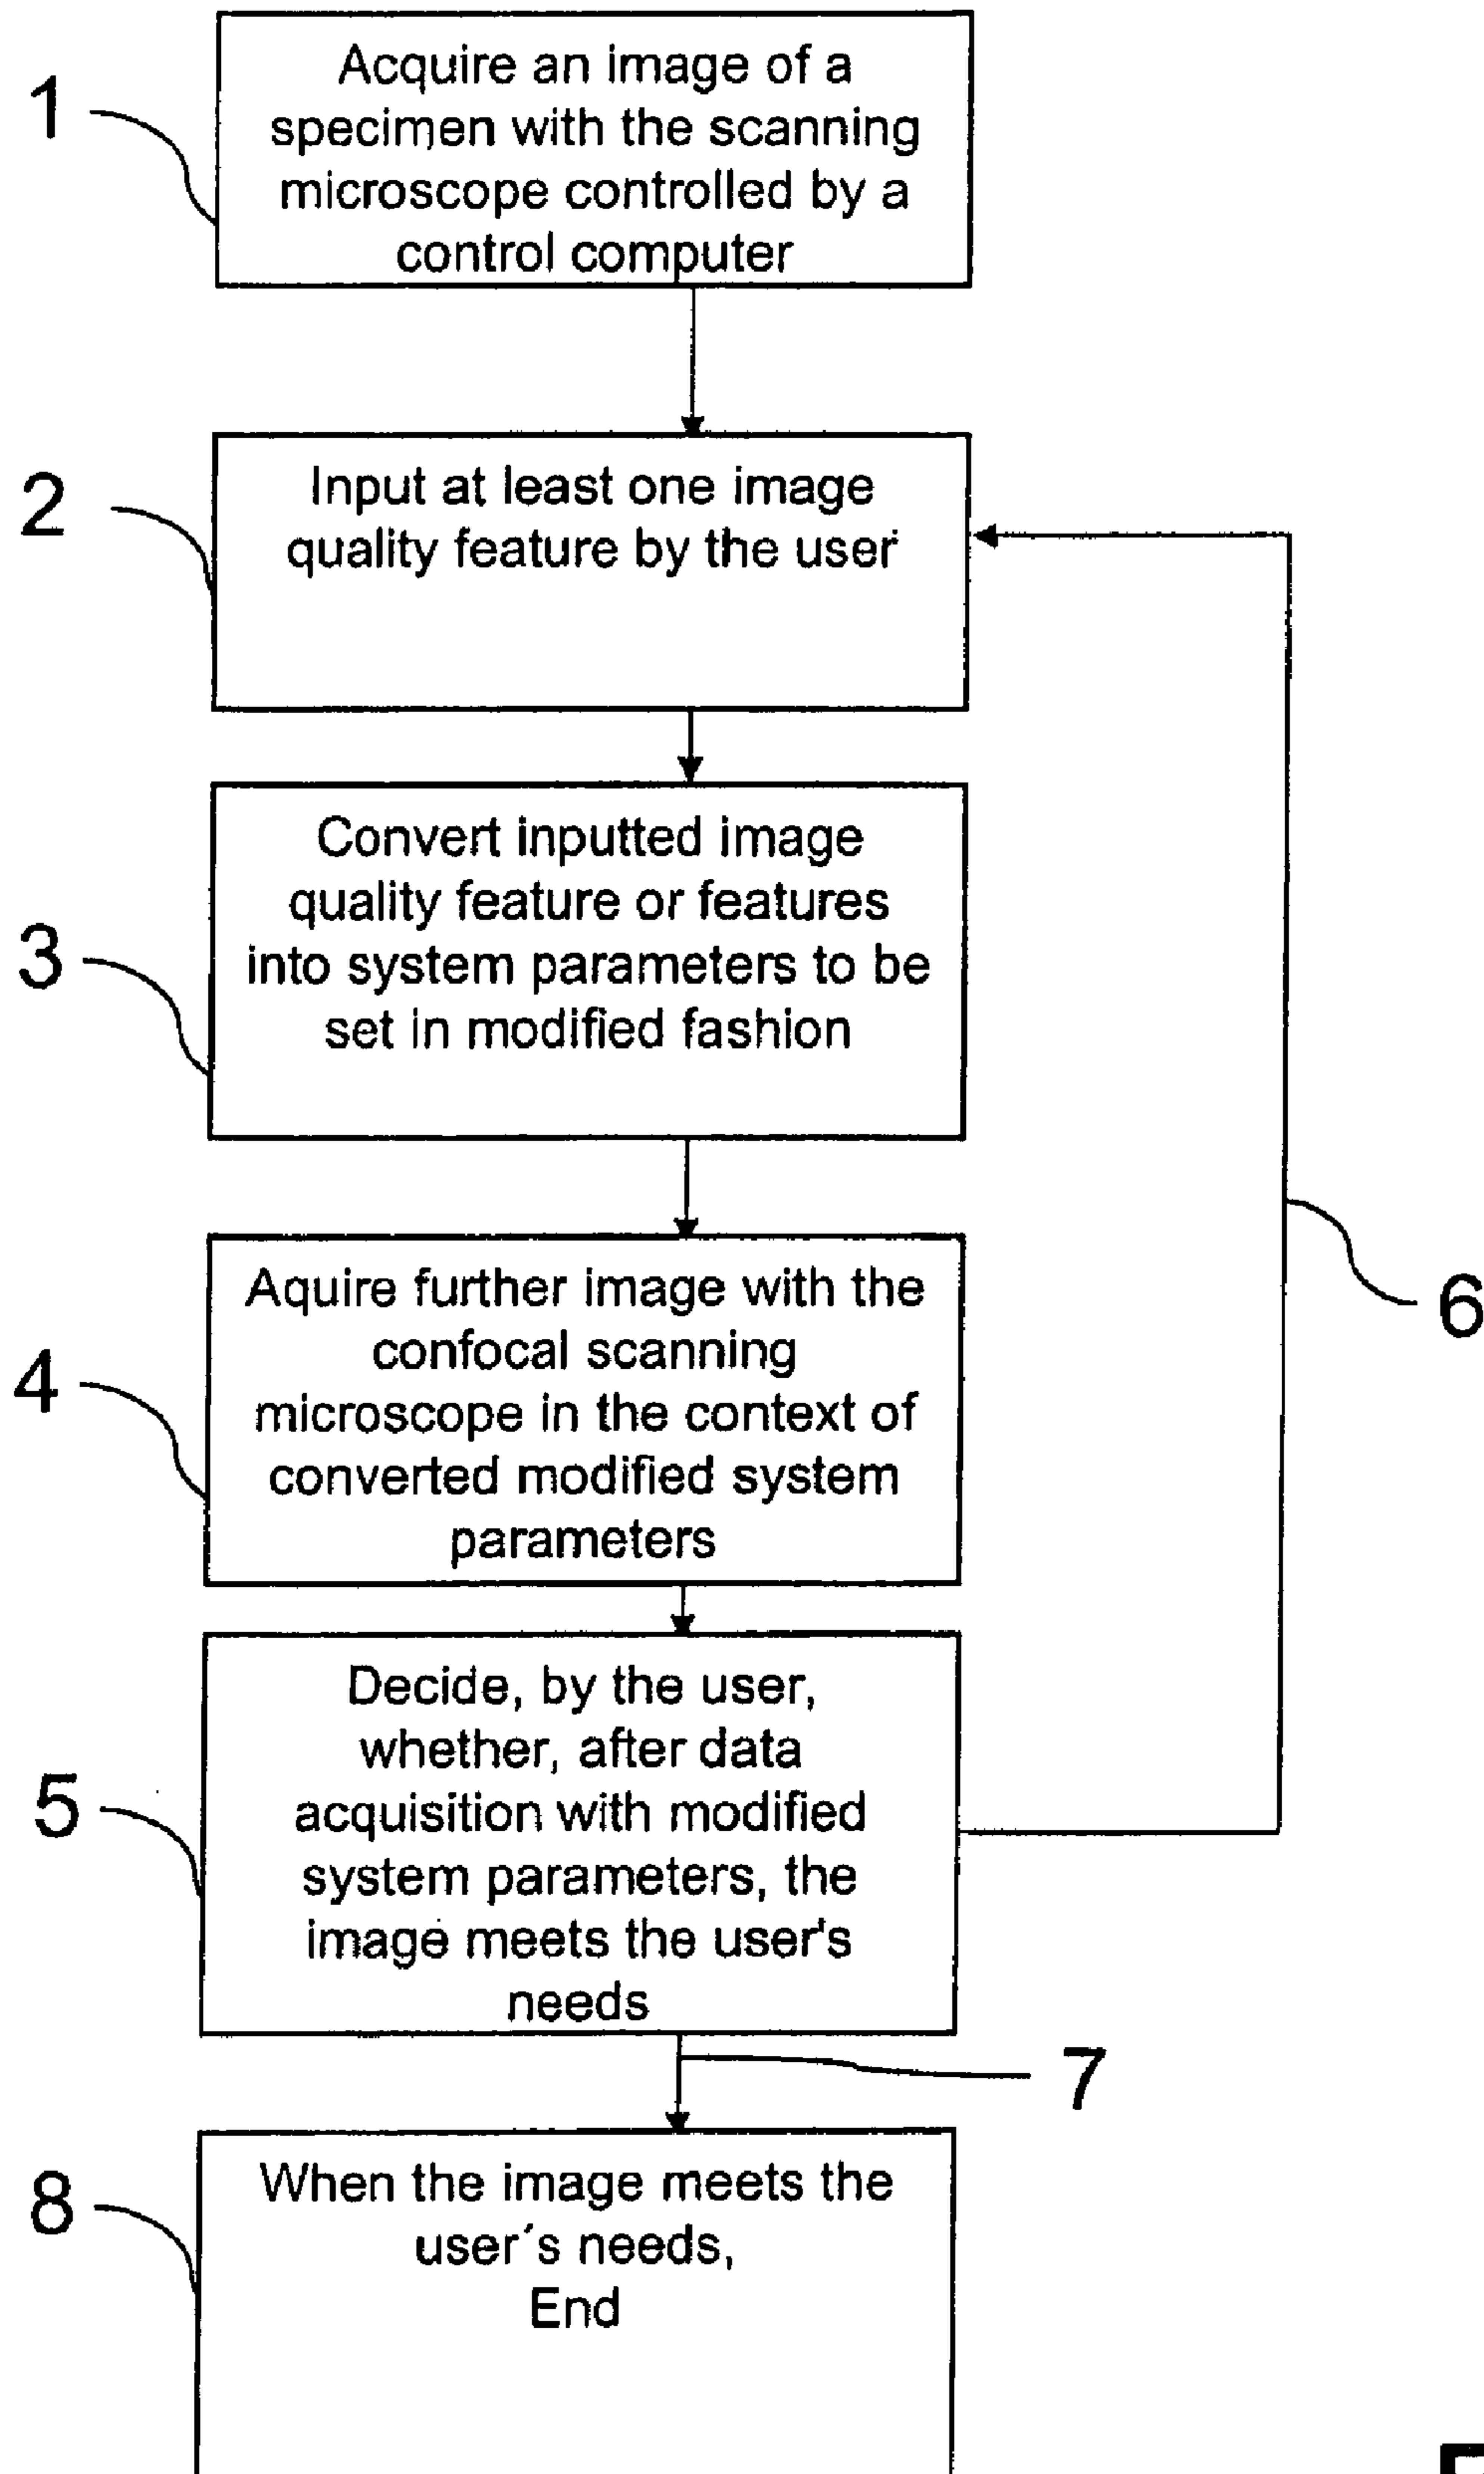 1
Acquire an image of a
specimen with the scanning
microscope controlled by a
control computer
2
Input at least one image
quality feature by the user
3
Convert inputted image
quality feature or features
into system parameters to be
set in modified fashion
4
Aquire further image with the
confocal scanning
microscope in the context of
converted modified system
parameters
6
5
Decide, by the user,
whether, after data
acquisition with modified
system parameters, the
image meets the user's
needs
7
8
When the image meets the
user´s needs,
End